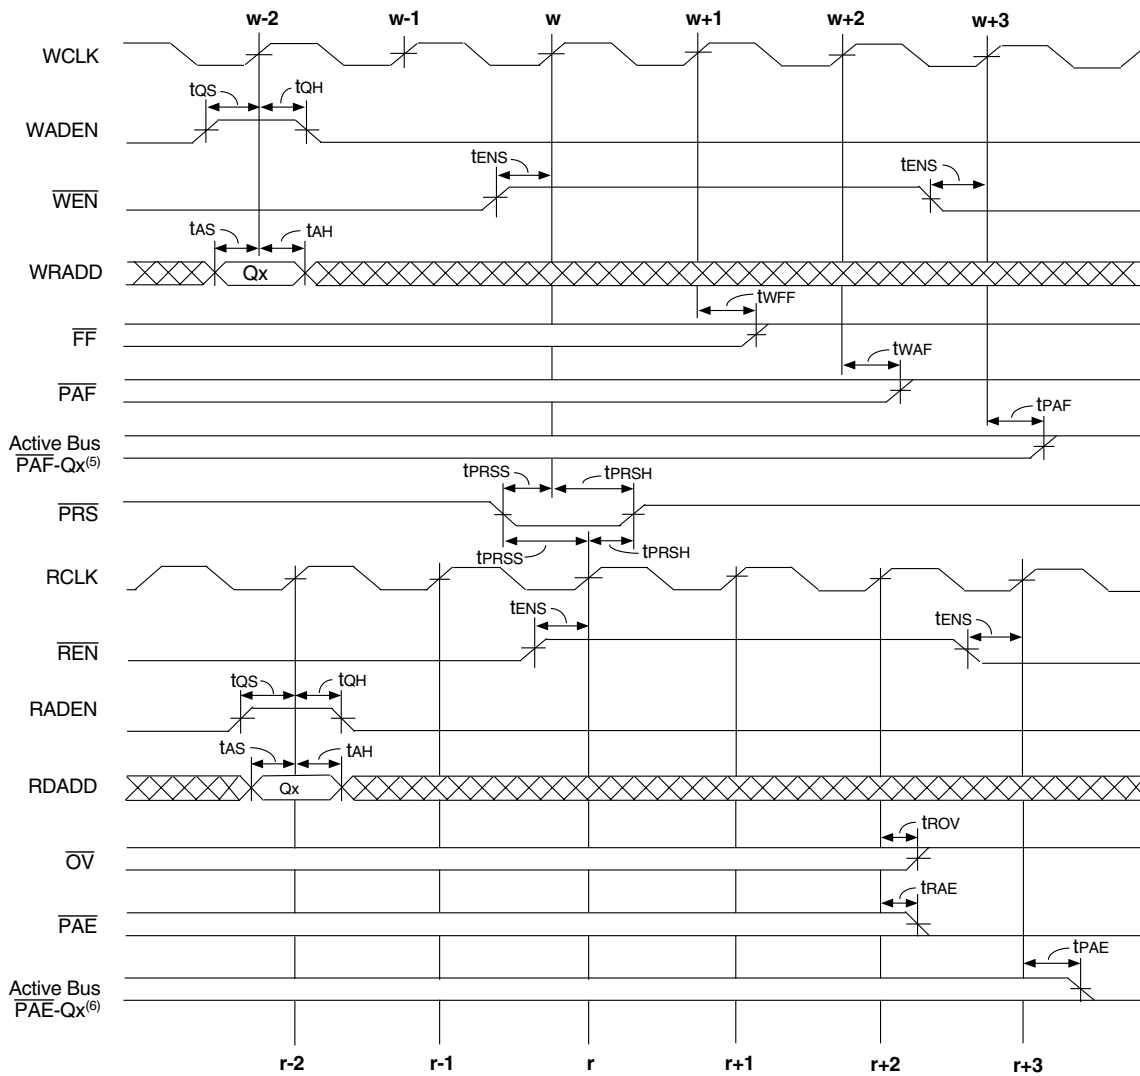 w-2 w-1 w w+1 w+2 w+3
WCLK
tQS tQH
WADEN
tENS tENS
WEN
tAS tAH
WRADD Qx
tWFF
FF
tWAF
PAF
tPAF
Active Bus
PAF-Qx(5)
tPRSS tPRSH
PRS
tPRSS tPRSH
RCLK
tENS tENS
REN
tQS tQH
RADEN
tAS tAH
RDADD Qx
tROV
OV
tRAE
PAE
tPAE
Active Bus
PAE-Qx(6)
r-2 r-1 r r+1 r+2 r+3